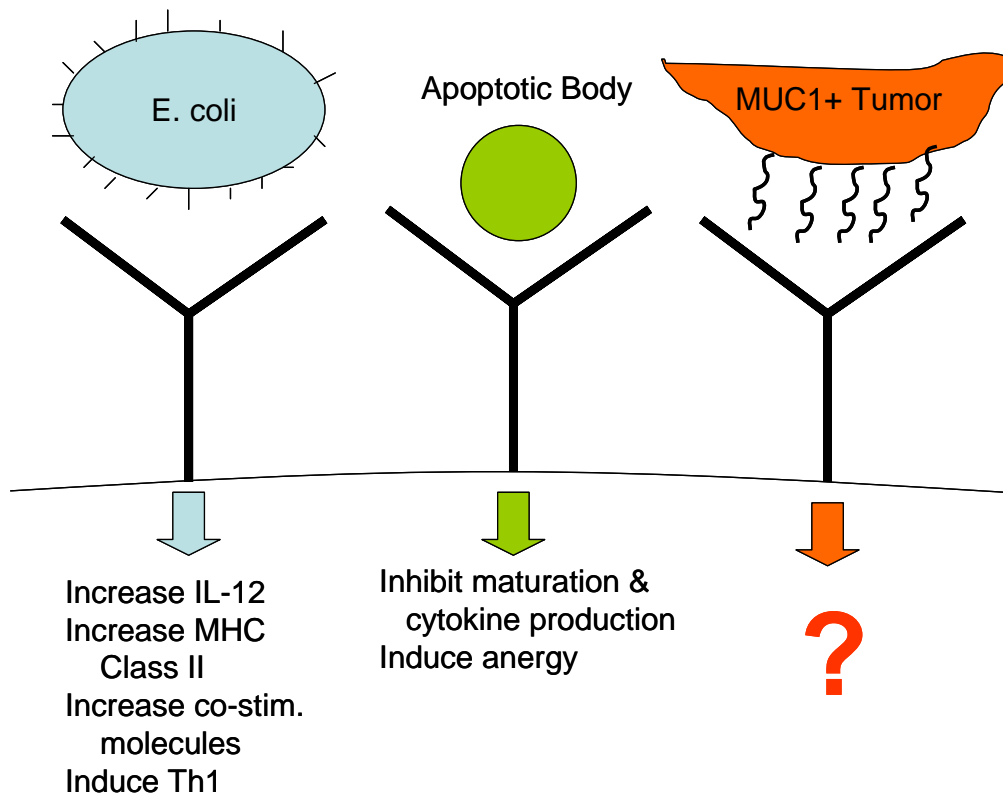 E. coli
Apoptotic Body
MUC1+ Tumor
Increase IL-12
Increase MHC
Class II
Increase co-stim.
molecules
Induce Th1
Inhibit maturation &
cytokine production
Induce anergy
?